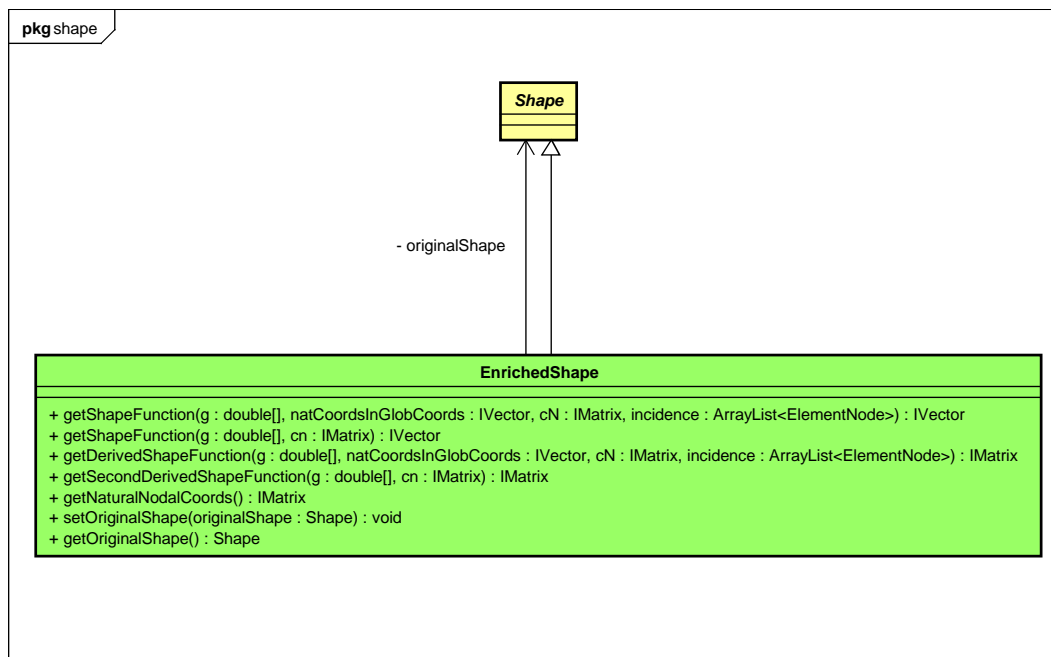 pkg shape
Shape
- originalShape
EnrichedShape
+ getShapeFunction(g : double[], natCoordsInGlobCoords : IVector, cN : IMatrix, incidence : ArrayList<ElementNode>) : IVector
+ getShapeFunction(g : double[], cn : IMatrix) : IVector
+ getDerivedShapeFunction(g : double[], natCoordsInGlobCoords : IVector, cN : IMatrix, incidence : ArrayList<ElementNode>) : IMatrix
+ getSecondDerivedShapeFunction(g : double[], cn : IMatrix) : IMatrix
+ getNaturalNodalCoords() : IMatrix
+ setOriginalShape(originalShape : Shape) : void
+ getOriginalShape() : Shape